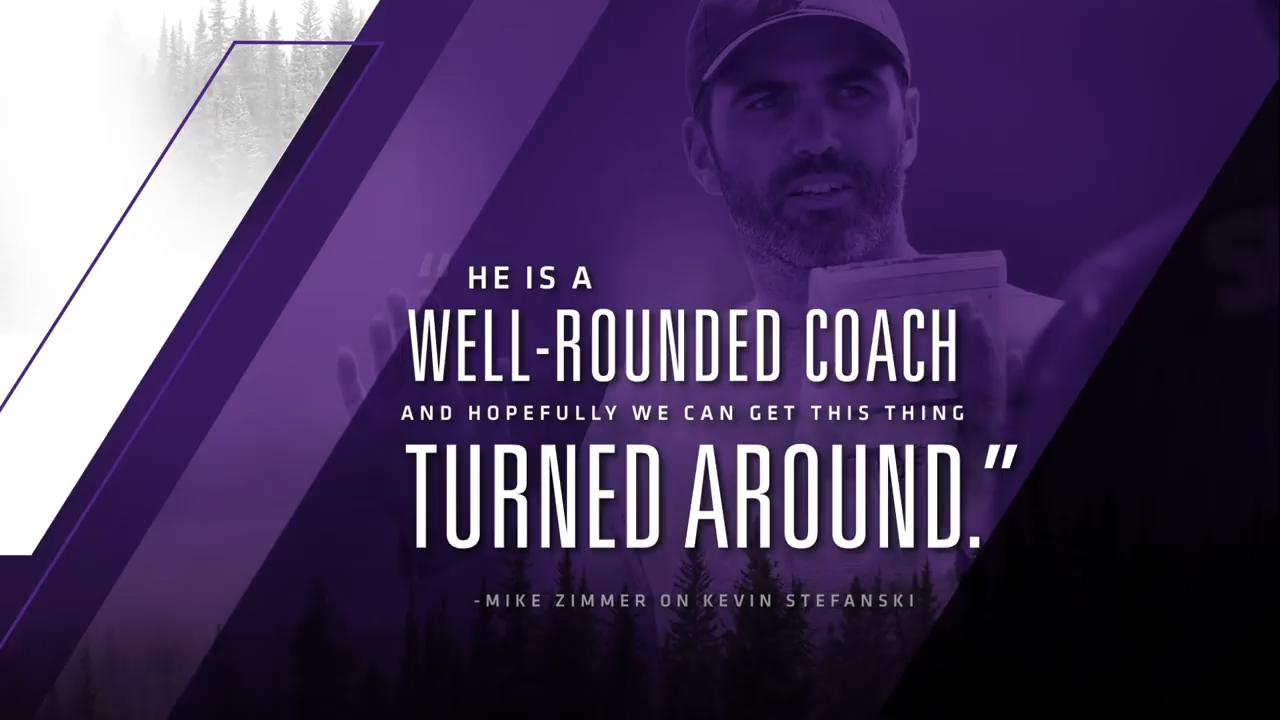 “ HE IS A
WELL-ROUNDED COACH
AND HOPEFULLY WE CAN GET THIS THING
TURNED AROUND.”
-MIKE ZIMMER ON KEVIN STEFANSKI